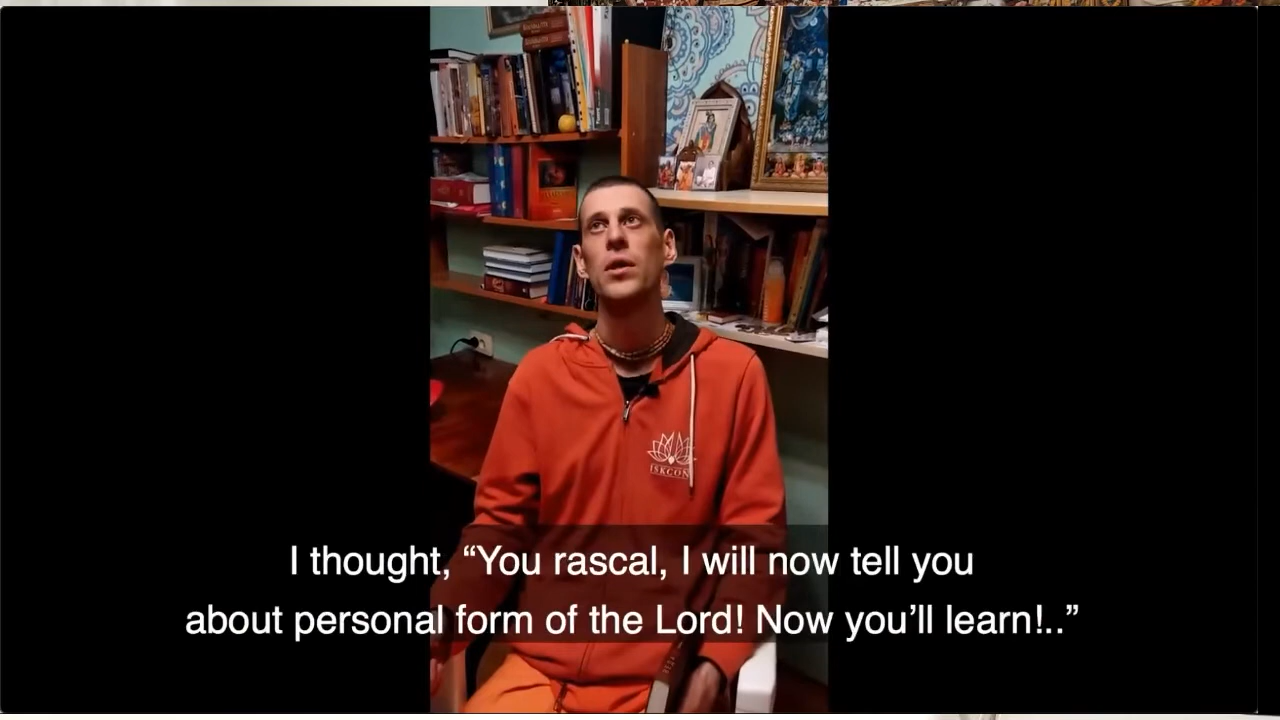 ISKCON
I thought, “You rascal, I will now tell you
about personal form of the Lord! Now you’ll learn!..”